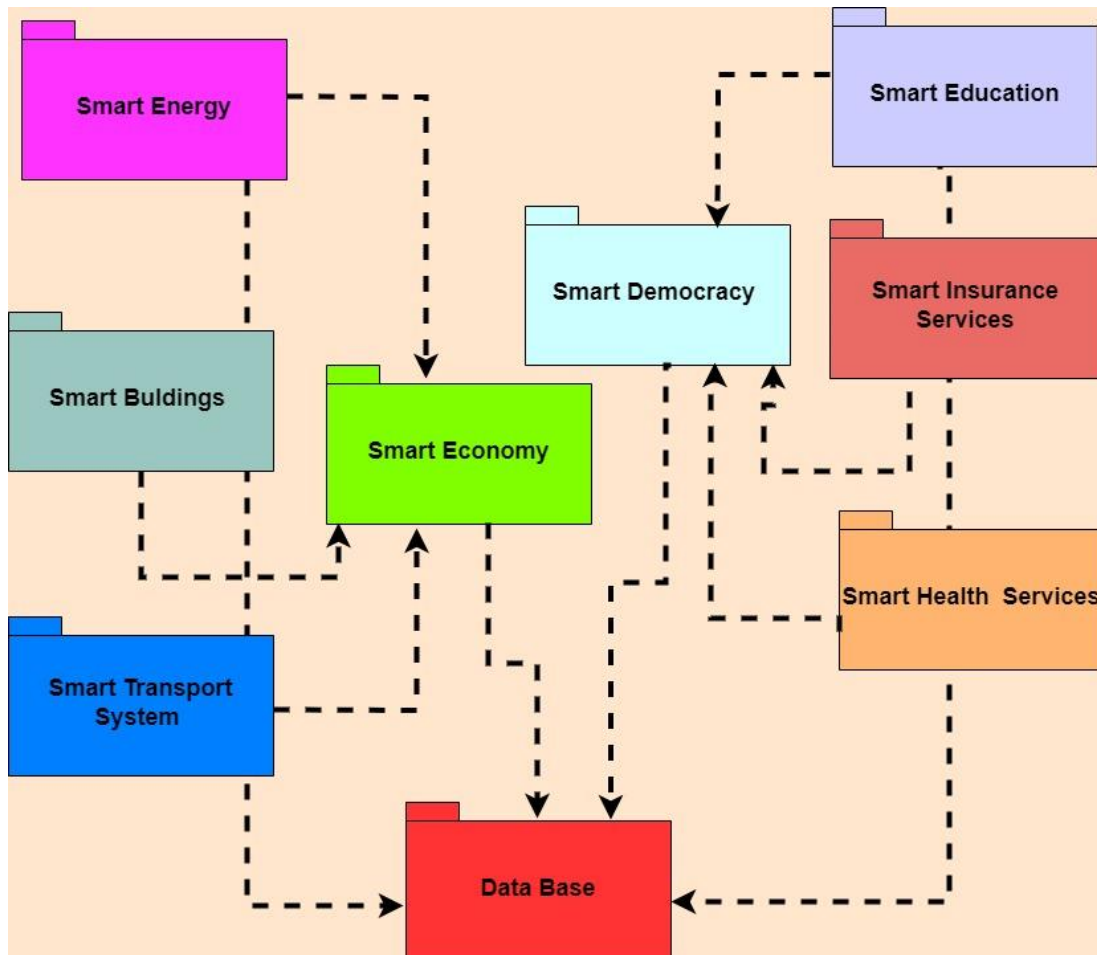 Smart Energy
Smart Education
Smart Democracy
Smart Insurance
Services
Smart Buldings
Smart Economy
Smart Health  Services
Smart Transport
System
Data Base